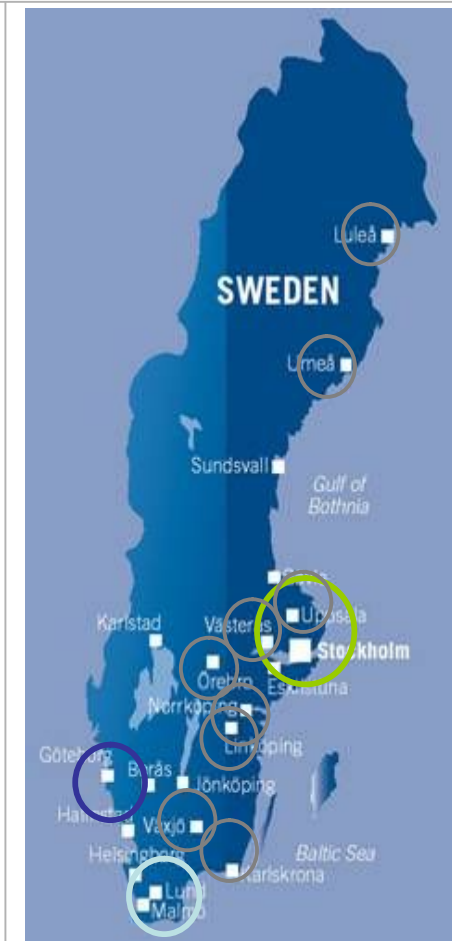 Luleå
SWEDEN
Umeå
Sundsvall
Gulf of
Bothnia
Uppsala
Karlstad
Västerås
Stockholm
Örebro
Eskilstuna
Norrköping
Linköping
Göteborg
Borås
Jönköping
Halmstad
Växjö
Baltic Sea
Helsingborg
Karlskrona
Lund
Malmö